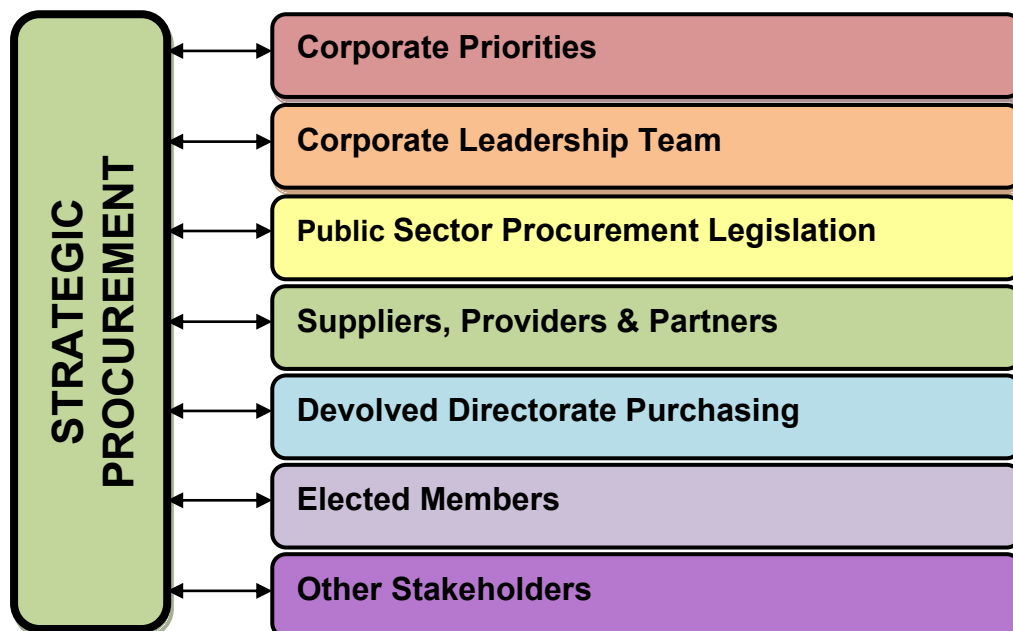 STRATEGIC
PROCUREMENT
Corporate Priorities
Corporate Leadership Team
Public Sector Procurement Legislation
Suppliers, Providers & Partners
Devolved Directorate Purchasing
Elected Members
Other Stakeholders